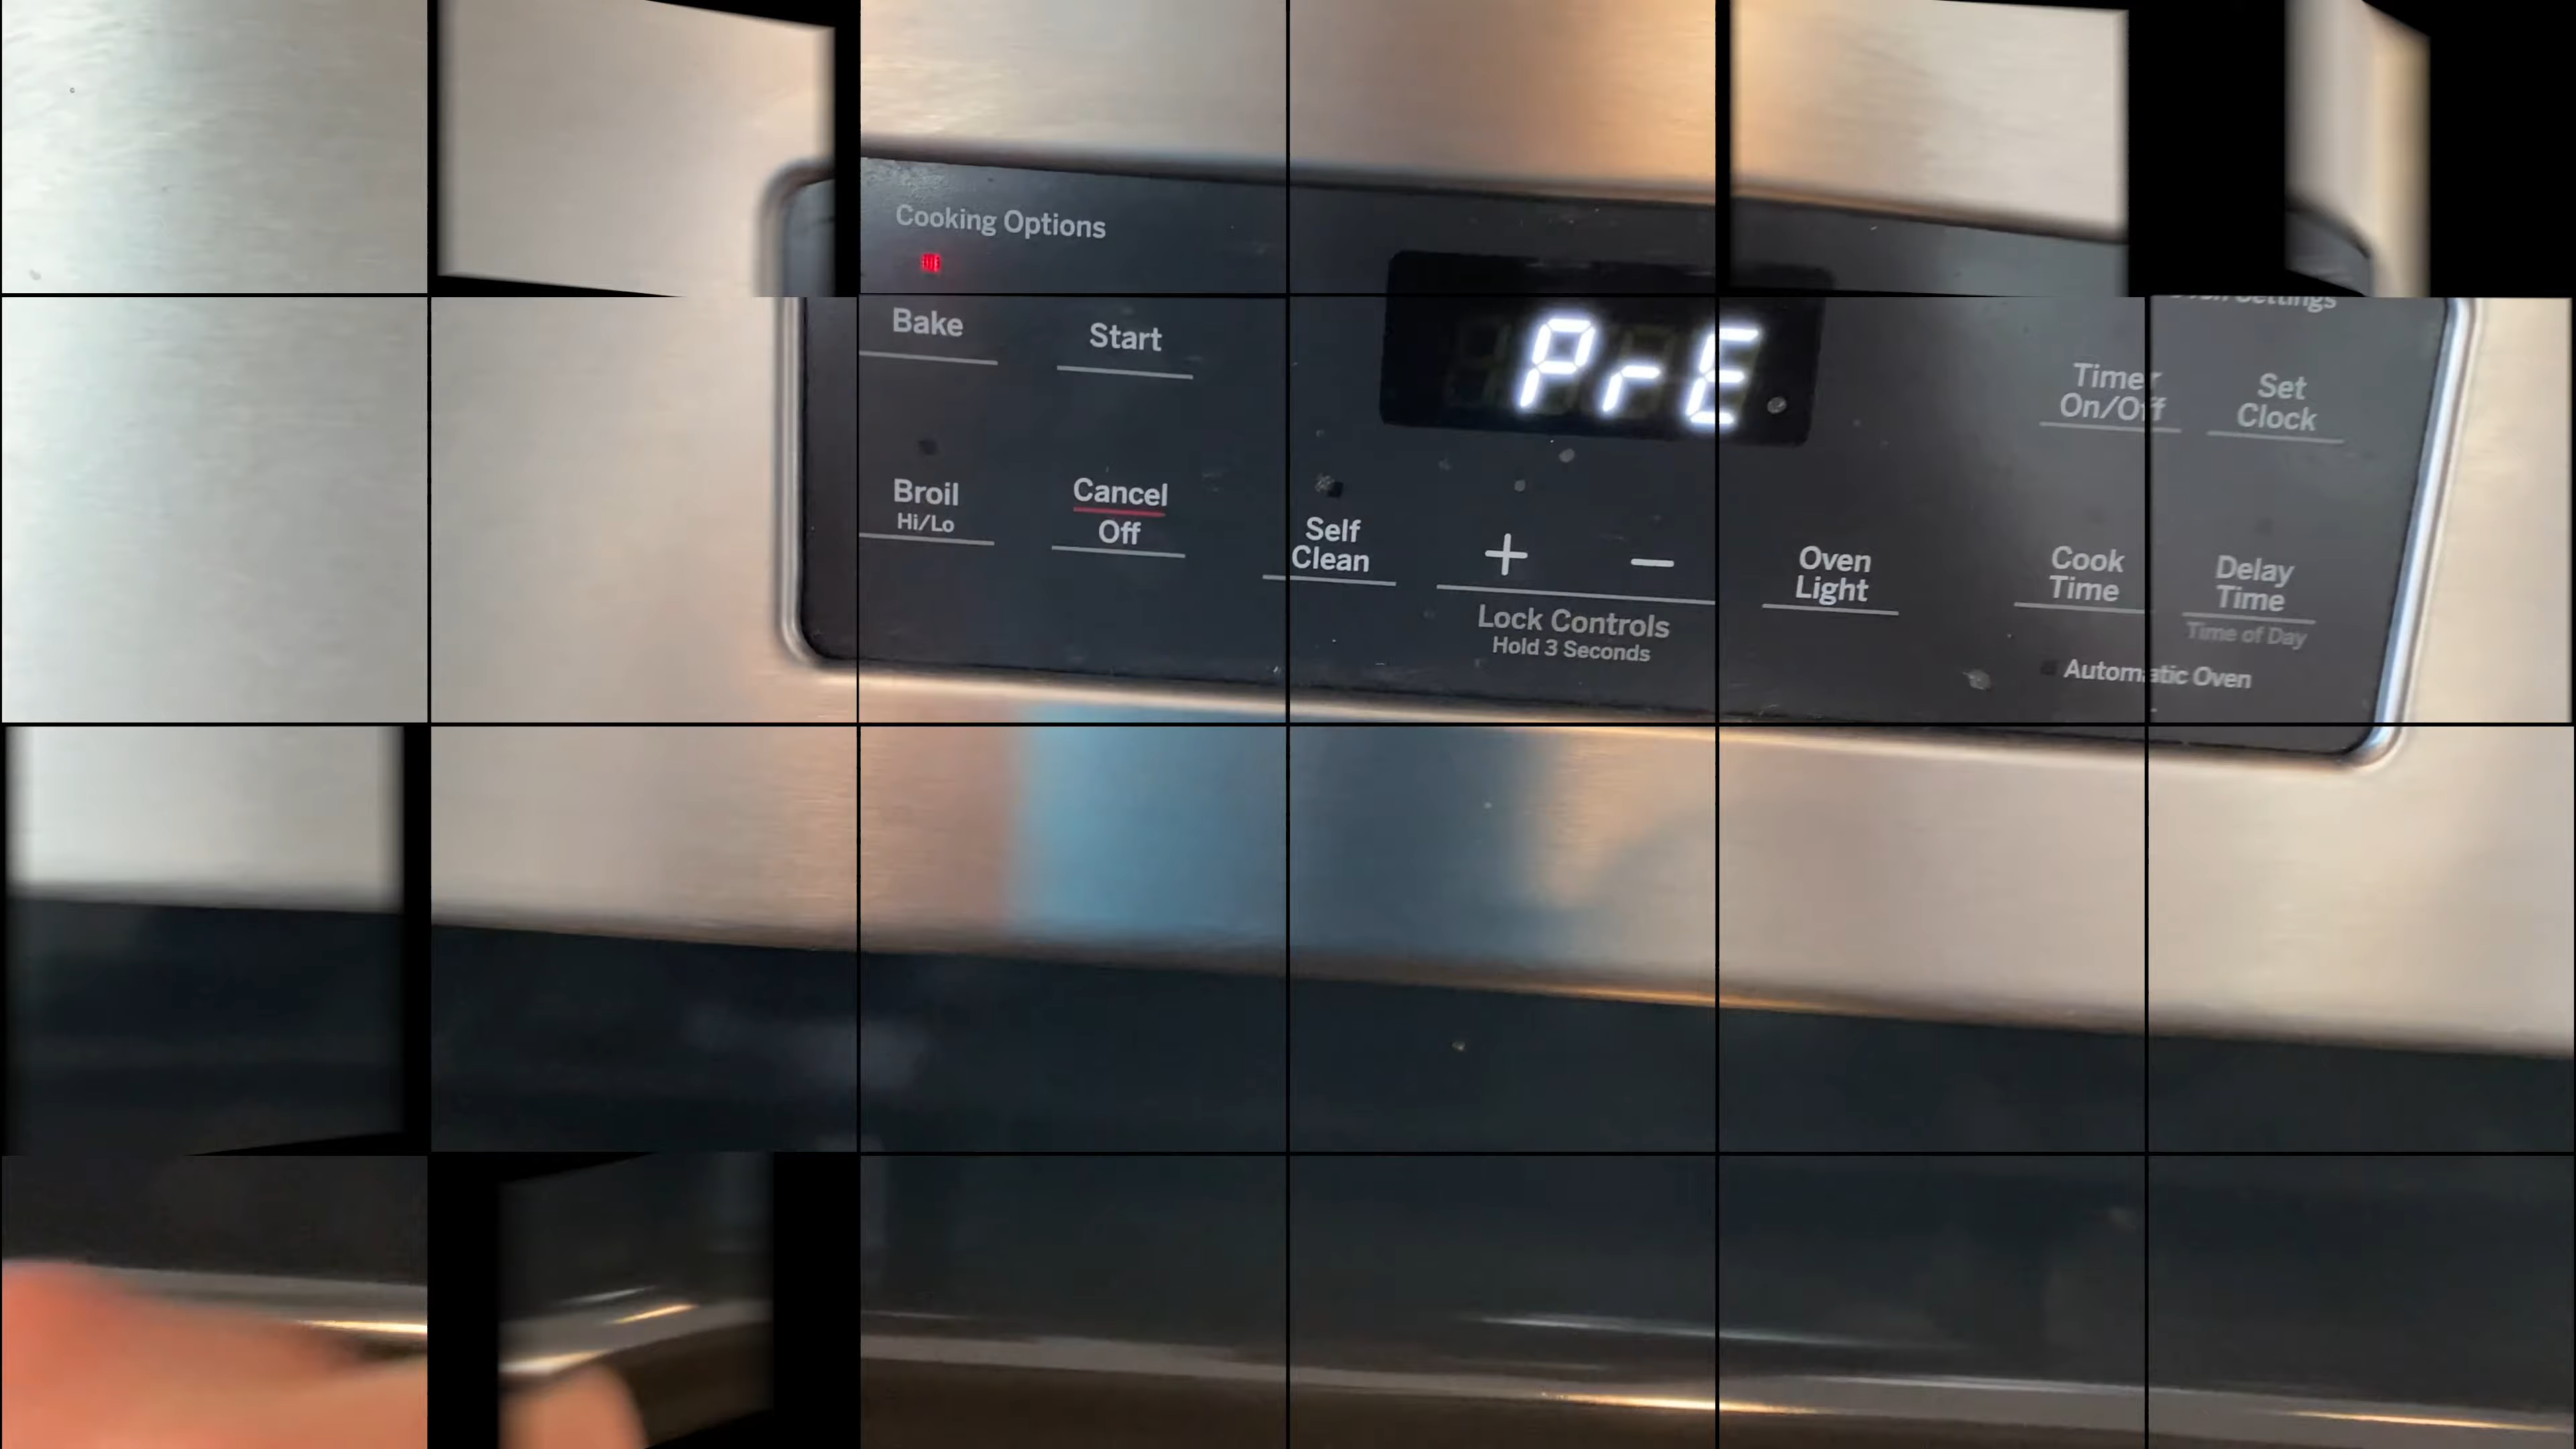 Cooking Options
Settings
PrE
Bake
Start
Timer
On/Off
Set
Clock
Broil
Hi/Lo
Cancel
Off
Self
Clean
+ −
Lock Controls
Hold 3 Seconds
Oven
Light
Cook
Time
Delay
Time
Time of Day
Automatic Oven